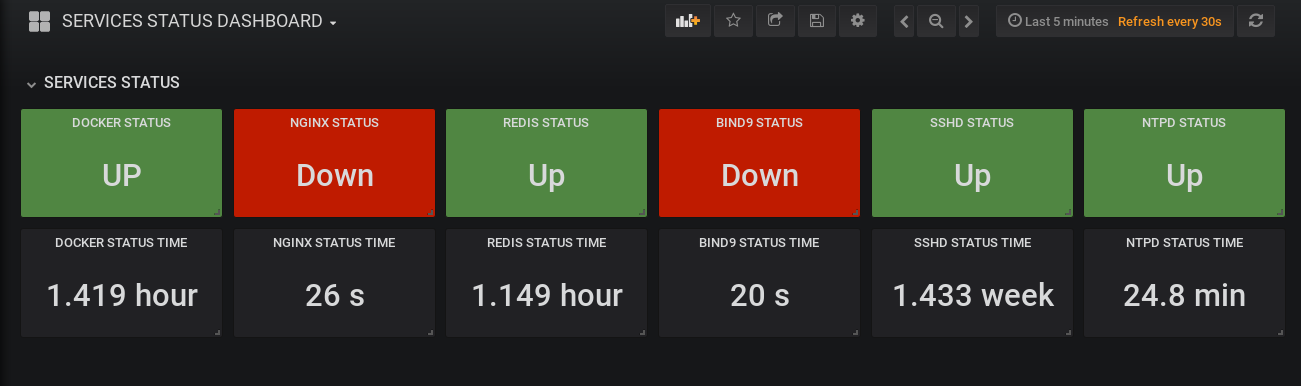 SERVICES STATUS DASHBOARD
Last 5 minutes Refresh every 30s
SERVICES STATUS
DOCKER STATUS
UP
NGINX STATUS
Down
REDIS STATUS
Up
BIND9 STATUS
Down
SSHD STATUS
Up
NTPD STATUS
Up
DOCKER STATUS TIME
1.419 hour
NGINX STATUS TIME
26 s
REDIS STATUS TIME
1.149 hour
BIND9 STATUS TIME
20 s
SSHD STATUS TIME
1.433 week
NTPD STATUS TIME
24.8 min